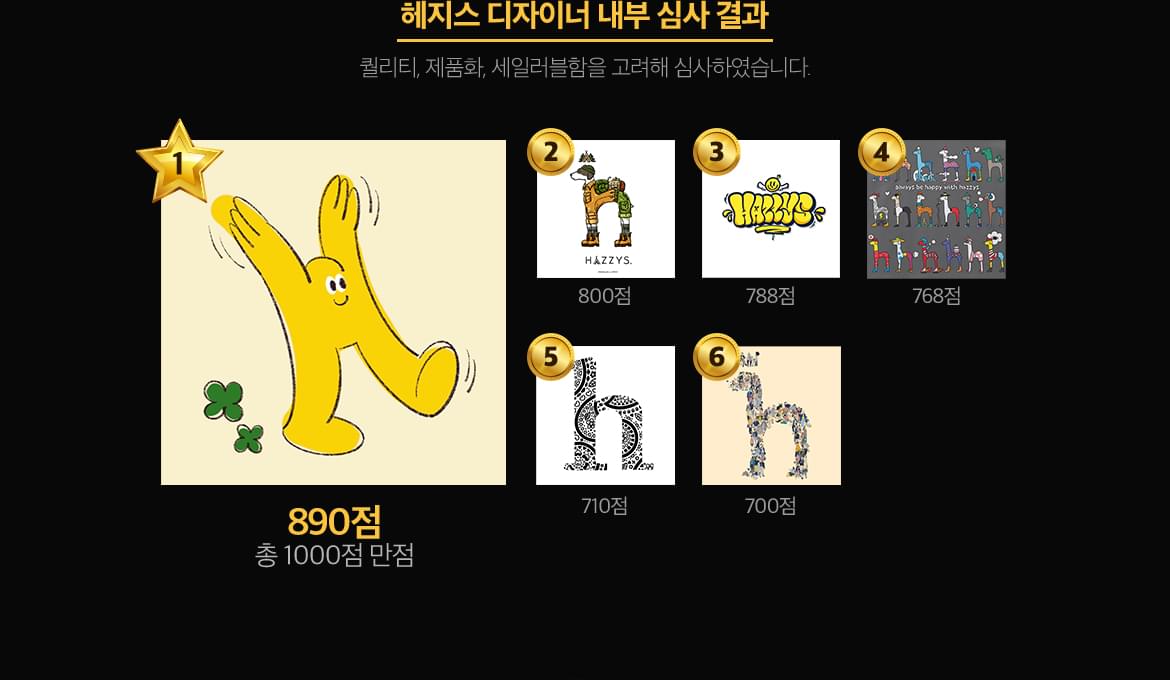 헤지스 디자이너 내부 심사 결과
퀄리티, 제품화, 세일러블함을 고려해 심사하였습니다.
1
2
HAZZYS.
800점
3
HAZZYS
788점
4
always be happy with hazzys
768점
890점
총 1000점 만점
5
h
710점
6
h
700점